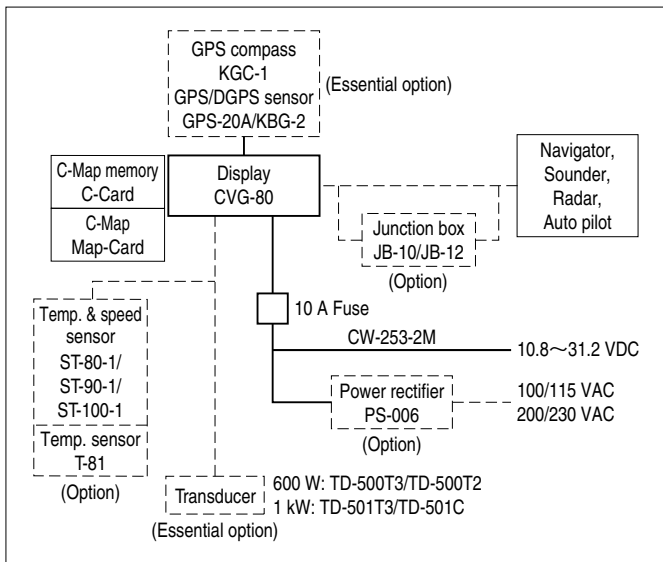 GPS compass
KGC-1
GPS/DGPS sensor
GPS-20A/KBG-2
(Essential option)
C-Map memory
C-Card
C-Map
Map-Card
Display
CVG-80
Navigator,
Sounder,
Radar,
Auto pilot
Junction box
JB-10/JB-12
(Option)
10 A Fuse
CW-253-2M
10.8～31.2 VDC
Power rectifier
PS-006
(Option)
100/115 VAC
200/230 VAC
Temp. & speed
sensor
ST-80-1/
ST-90-1/
ST-100-1
Temp. sensor
T-81
(Option)
Transducer
(Essential option)
600 W: TD-500T3/TD-500T2
1 kW: TD-501T3/TD-501C